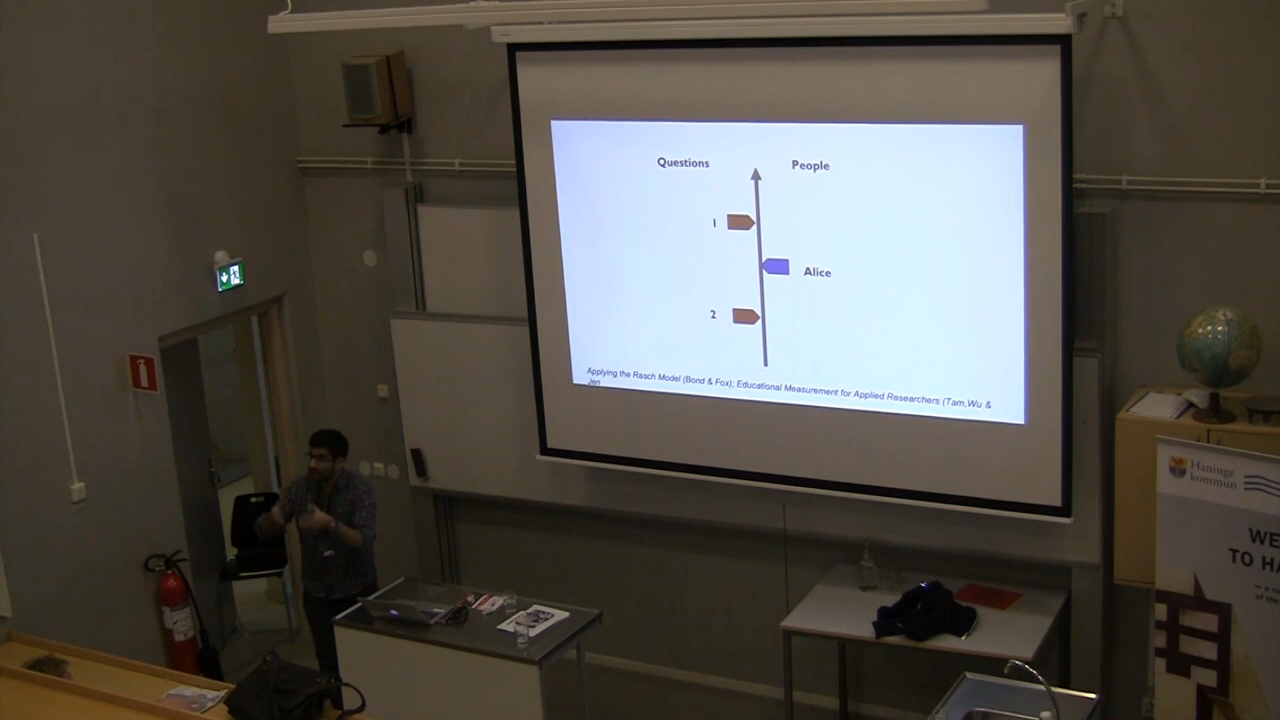 Questions
People
1
Alice
2
Applying the Rasch Model (Bond & Fox); Educational Measurement for Applied Researchers (Tam,Wu &
Jen
Haninge
kommun
WE
TO HA